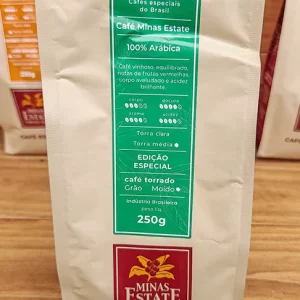 Cafés especiais
do Brasil
Café Minas Estate
100% Arábica
Café vinhoso, equilibrado,
notas de frutas vermelhas,
corpo aveludado e acidez
brilhante.
corpo doçura
aroma acidez
Torra clara
Torra média
EDIÇÃO
ESPECIAL
café torrado
Grão Moído
Indústria Brasileira
250g
MINAS
ESTATE